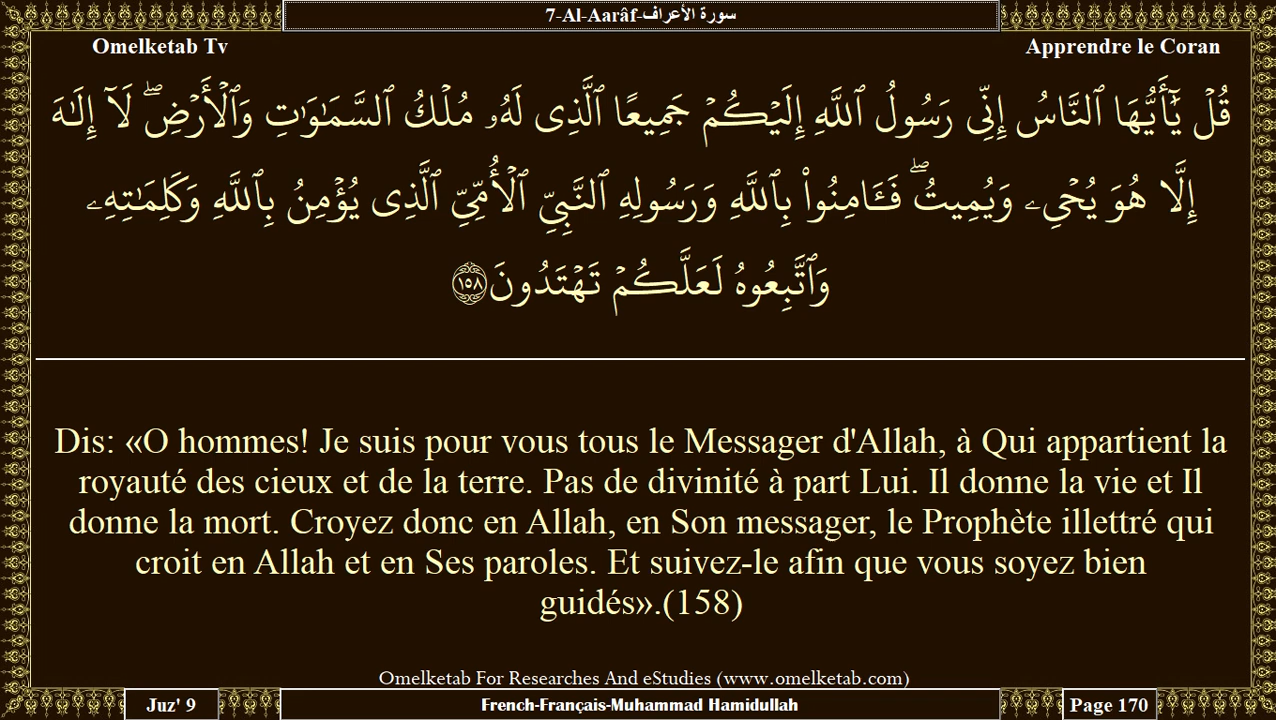 7-Al-Aarâf-سورة الأعراف
Omelketab Tv
Apprendre le Coran
قُلۡ يَٰٓأَيُّهَا ٱلنَّاسُ إِنِّي رَسُولُ ٱللَّهِ إِلَيۡكُمۡ جَمِيعًا ٱلَّذِي لَهُۥ مُلۡكُ ٱلسَّمَٰوَٰتِ وَٱلۡأَرۡضِۖ لَآ إِلَٰهَ
إِلَّا هُوَ يُحۡيِۦ وَيُمِيتُۖ فَـَٔامِنُواْ بِٱللَّهِ وَرَسُولِهِ ٱلنَّبِيِّ ٱلۡأُمِّيِّ ٱلَّذِي يُؤۡمِنُ بِٱللَّهِ وَكَلِمَٰتِهِۦ
وَٱتَّبِعُوهُ لَعَلَّكُمۡ تَهۡتَدُونَ ١٥٨
Dis: «O hommes! Je suis pour vous tous le Messager d'Allah, à Qui appartient la
royauté des cieux et de la terre. Pas de divinité à part Lui. Il donne la vie et Il
donne la mort. Croyez donc en Allah, en Son messager, le Prophète illettré qui
croit en Allah et en Ses paroles. Et suivez-le afin que vous soyez bien
guidés».(158)
Omelketab For Researches And eStudies (www.omelketab.com)
Juz' 9
French-Français-Muhammad Hamidullah
Page 170